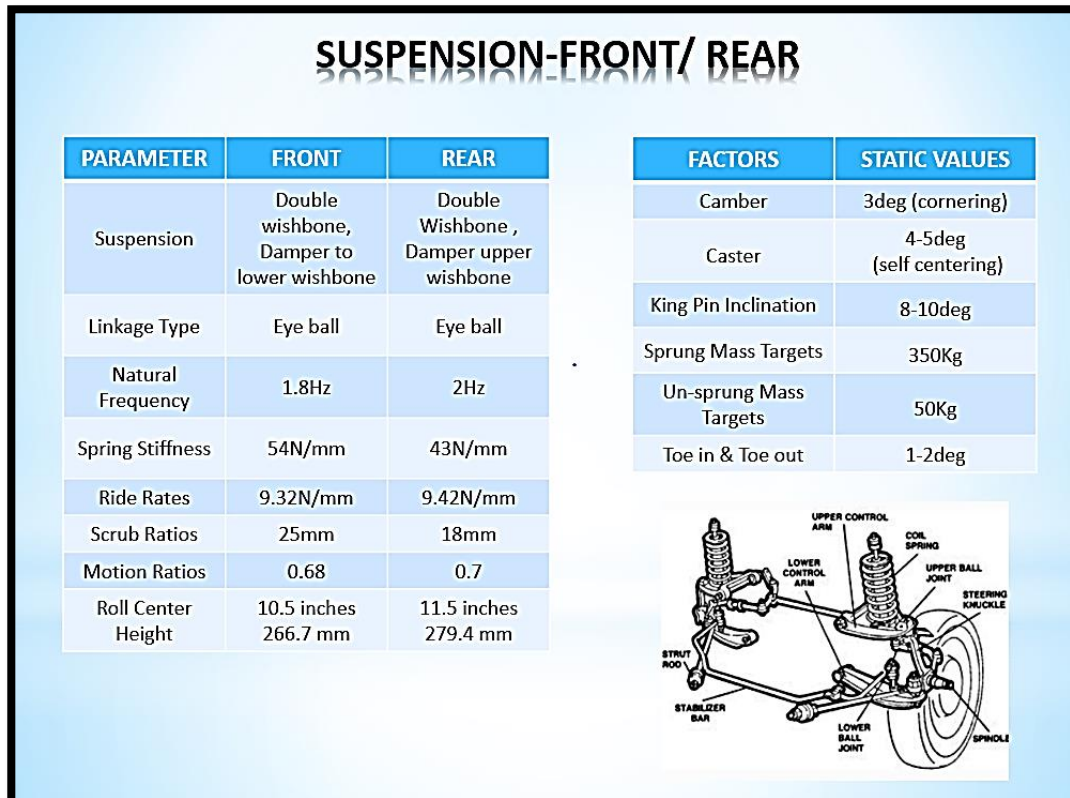 SUSPENSION-FRONT/ REAR
PARAMETER FRONT REAR
Suspension
Double
wishbone,
Damper to
lower wishbone
Double
Wishbone ,
Damper upper
wishbone
Linkage Type Eye ball Eye ball
Natural
Frequency
1.8Hz 2Hz
Spring Stiffness 54N/mm 43N/mm
Ride Rates 9.32N/mm 9.42N/mm
Scrub Ratios 25mm 18mm
Motion Ratios 0.68 0.7
Roll Center
Height
10.5 inches
266.7 mm
11.5 inches
279.4 mm
FACTORS STATIC VALUES
Camber 3deg (cornering)
Caster
4-5deg
(self centering)
King Pin Inclination 8-10deg
Sprung Mass Targets 350Kg
Un-sprung Mass
Targets
50Kg
Toe in & Toe out 1-2deg
UPPER CONTROL
ARM
COIL
SPRING
LOWER
CONTROL
ARM
UPPER BALL
JOINT
STEERING
KNUCKLE
STRUT
ROD
STABILIZER
BAR
LOWER
BALL
JOINT
SPINDLE